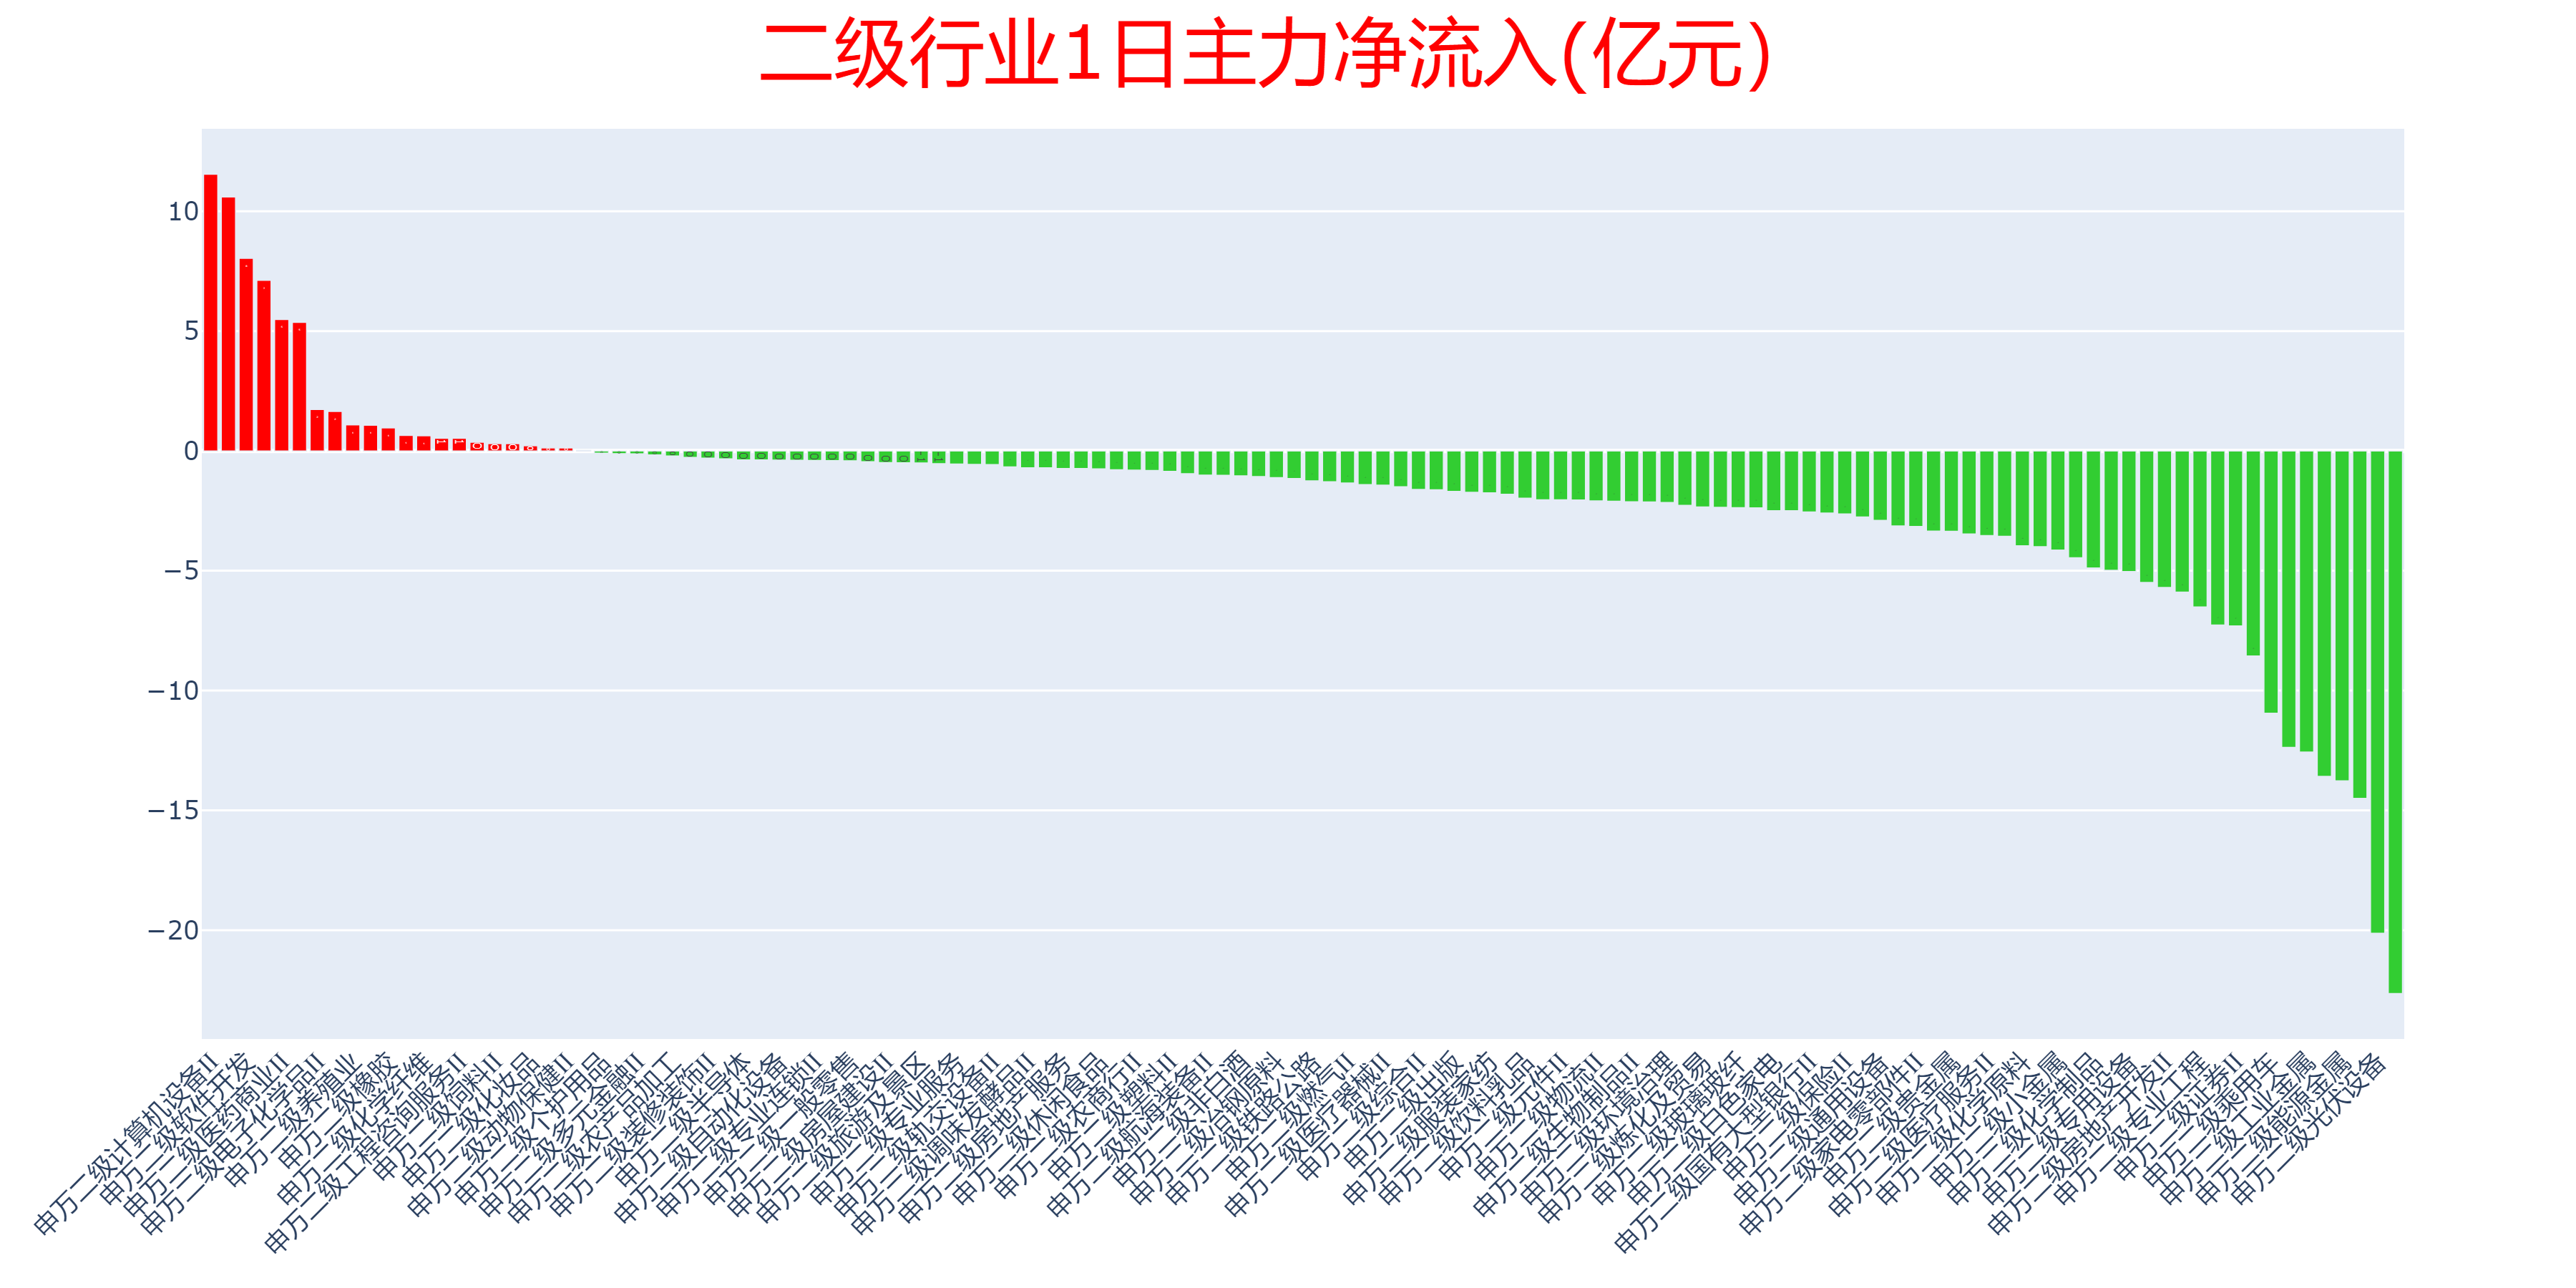 二级行业1日主力净流入(亿元)
10
5
0
−5
−10
−15
−20
申万二级计算机设备II
申万二级软件开发
申万二级医药商业II
申万二级电子化学品II
申万二级养殖业
申万二级橡胶
申万二级化学纤维
申万二级工程咨询服务II
申万二级饲料II
申万二级化妆品
申万二级动物保健II
申万二级个护用品
申万二级多元金融II
申万二级农产品加工
申万二级装修装饰II
申万二级半导体
申万二级自动化设备
申万二级专业连锁II
申万二级一般零售
申万二级房屋建设II
申万二级旅游及景区
申万二级专业服务
申万二级轨交设备II
申万二级调味发酵品II
申万二级房地产服务
申万二级休闲食品
申万二级农商行II
申万二级塑料II
申万二级航海装备II
申万二级非白酒
申万二级冶钢原料
申万二级铁路公路
申万二级燃气II
申万二级医疗器械II
申万二级综合II
申万二级出版
申万二级服装家纺
申万二级饮料乳品
申万二级元件II
申万二级物流II
申万二级生物制品II
申万二级环境治理
申万二级炼化及贸易
申万二级玻璃玻纤
申万二级白色家电
申万二级国有大型银行II
申万二级保险II
申万二级通用设备
申万二级家电零部件II
申万二级贵金属
申万二级医疗服务II
申万二级化学原料
申万二级小金属
申万二级化学制品
申万二级专用设备
申万二级房地产开发II
申万二级专业工程
申万二级证券II
申万二级乘用车
申万二级工业金属
申万二级能源金属
申万二级光伏设备